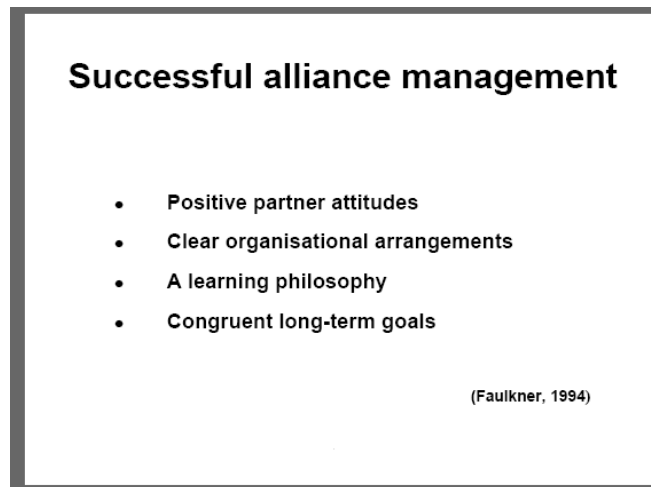 Successful alliance management
• Positive partner attitudes
• Clear organisational arrangements
• A learning philosophy
• Congruent long-term goals
(Faulkner, 1994)